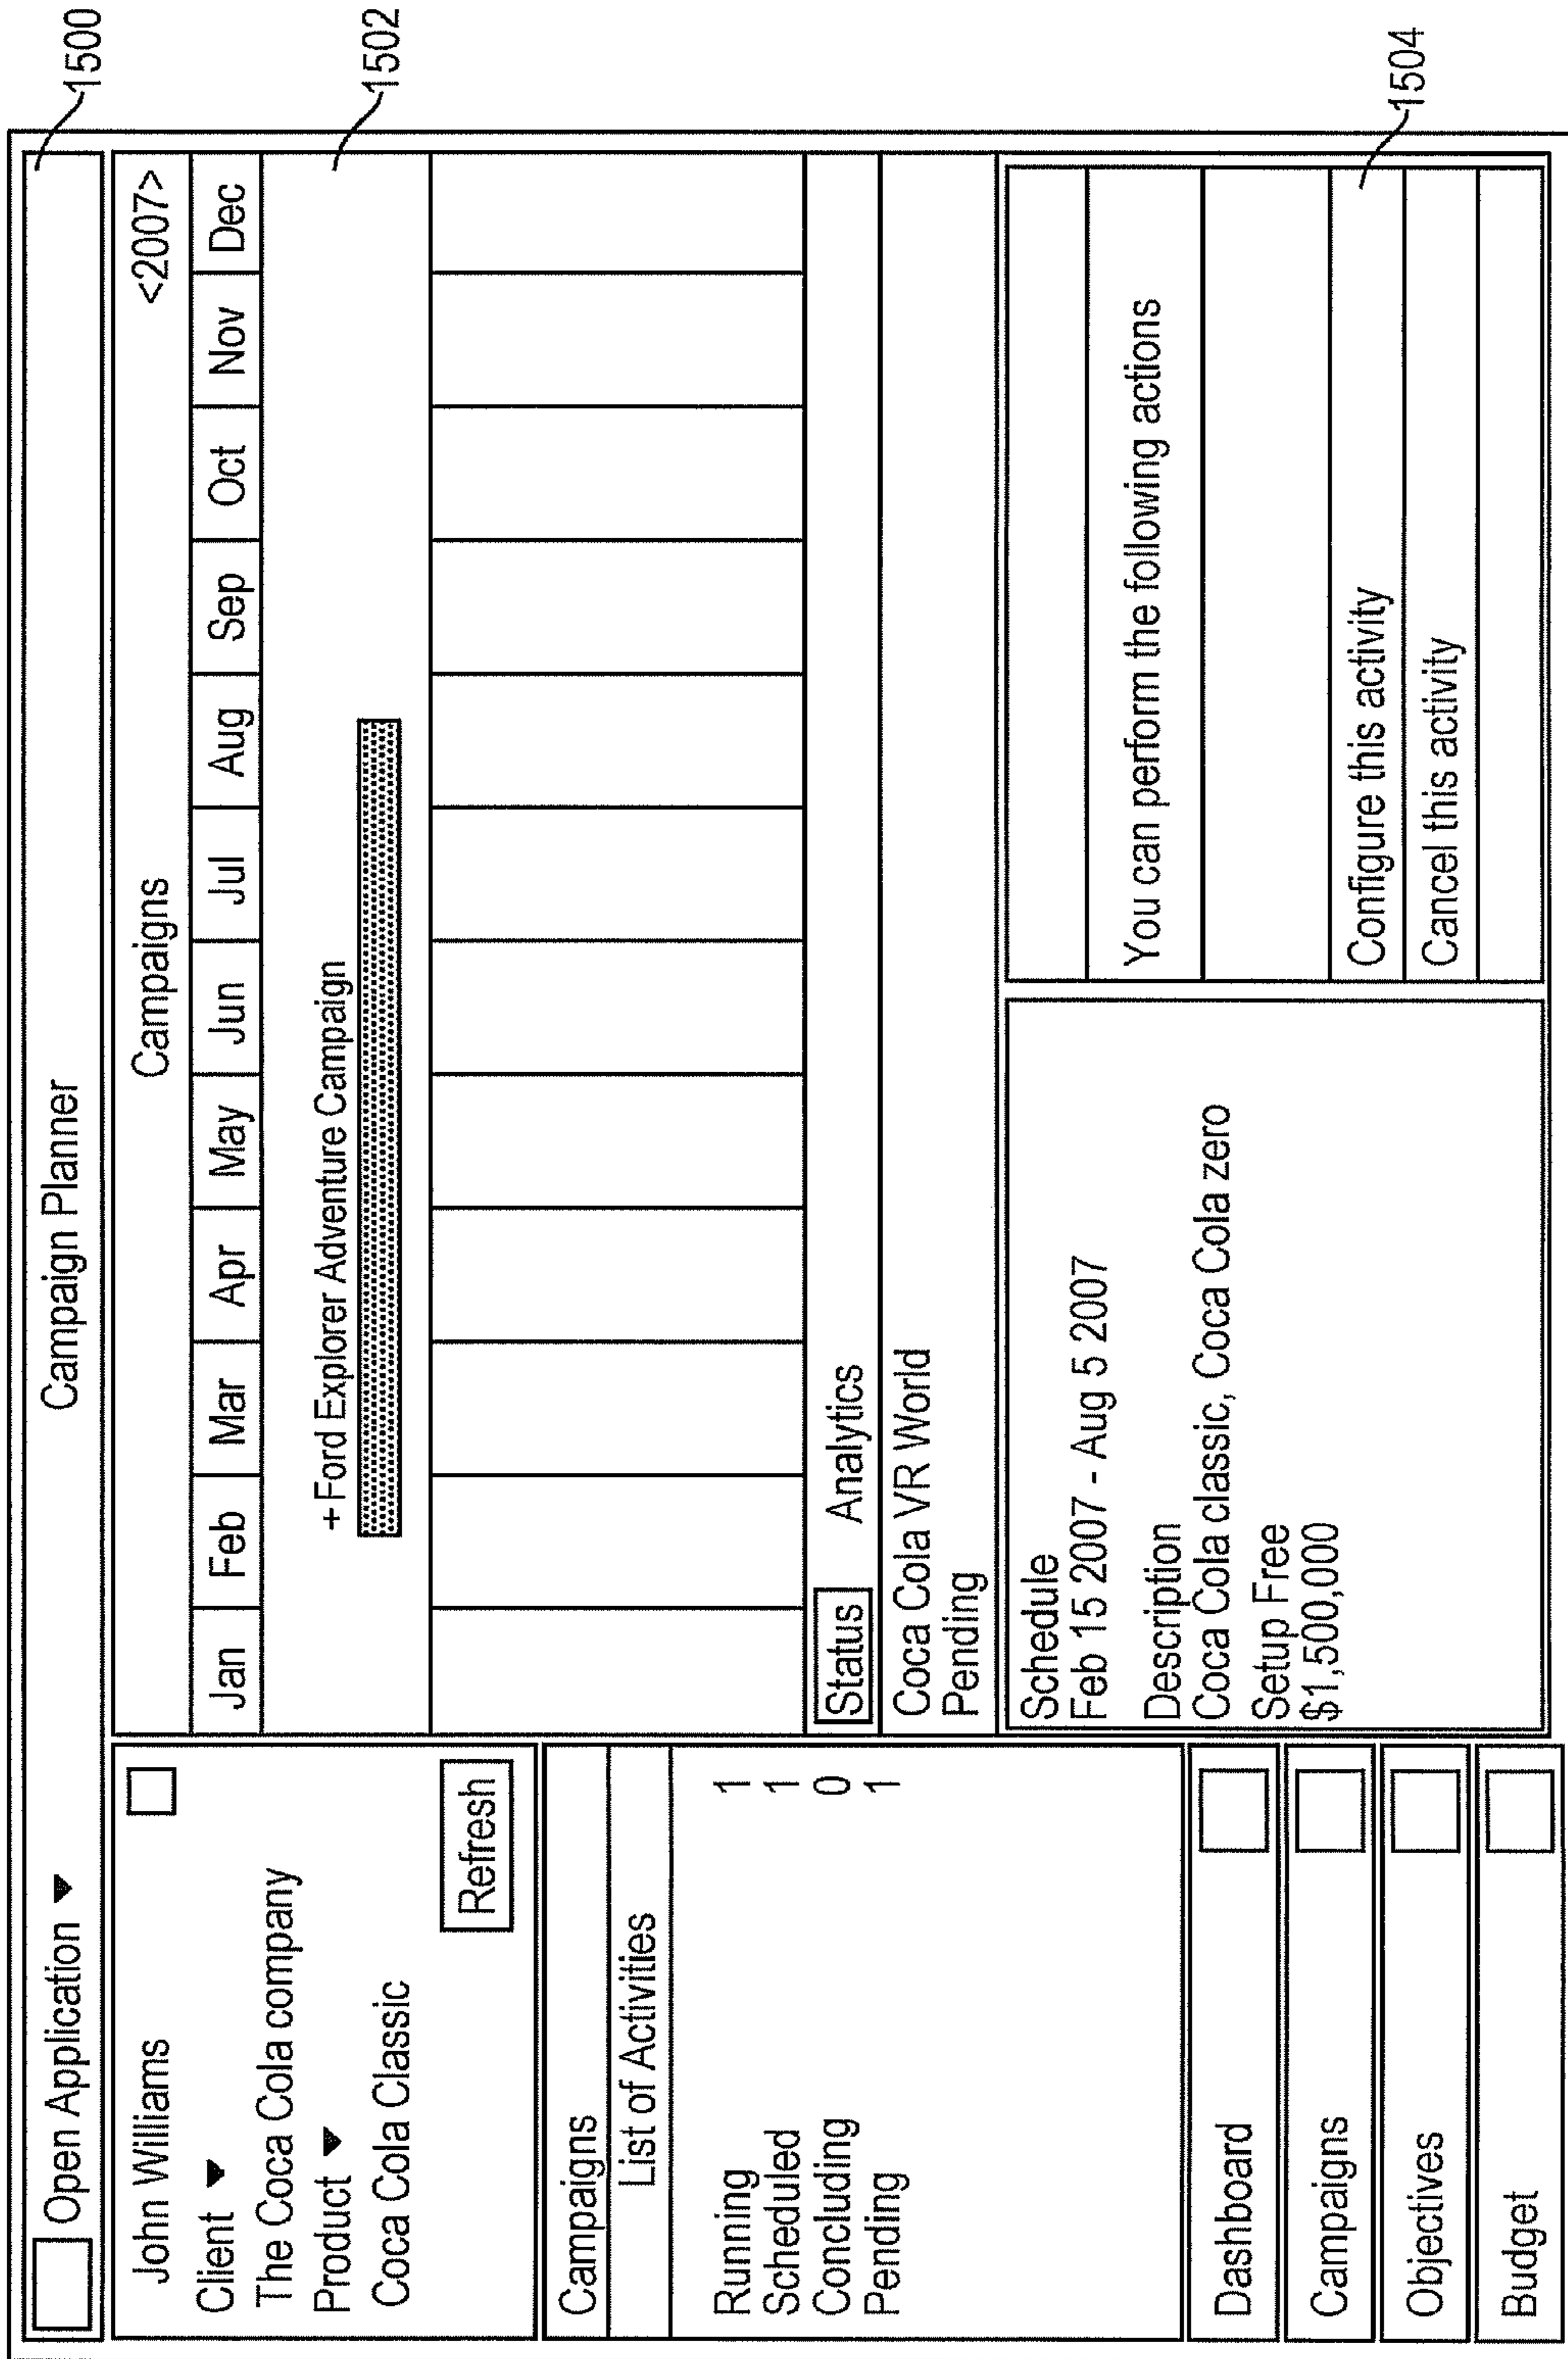 1500
Open Application ▼ Campaign Planner
John Williams
Client ▼
The Coca Cola company
Product ▼
Coca Cola Classic
Refresh
Campaigns
List of Activities
Running 1
Scheduled 1
Concluding 0
Pending 1
Dashboard
Campaigns
Objectives
Budget
Campaigns <2007>
Jan Feb Mar Apr May Jun Jul Aug Sep Oct Nov Dec
1502
+Ford Explorer Adventure Campaign
Status Analytics
Coca Cola VR World
Pending
Schedule
Feb 15 2007 - Aug 5 2007
Description
Coca Cola classic, Coca Cola zero
Setup Free
$1,500,000
You can perform the following actions
Configure this activity
1504
Cancel this activity